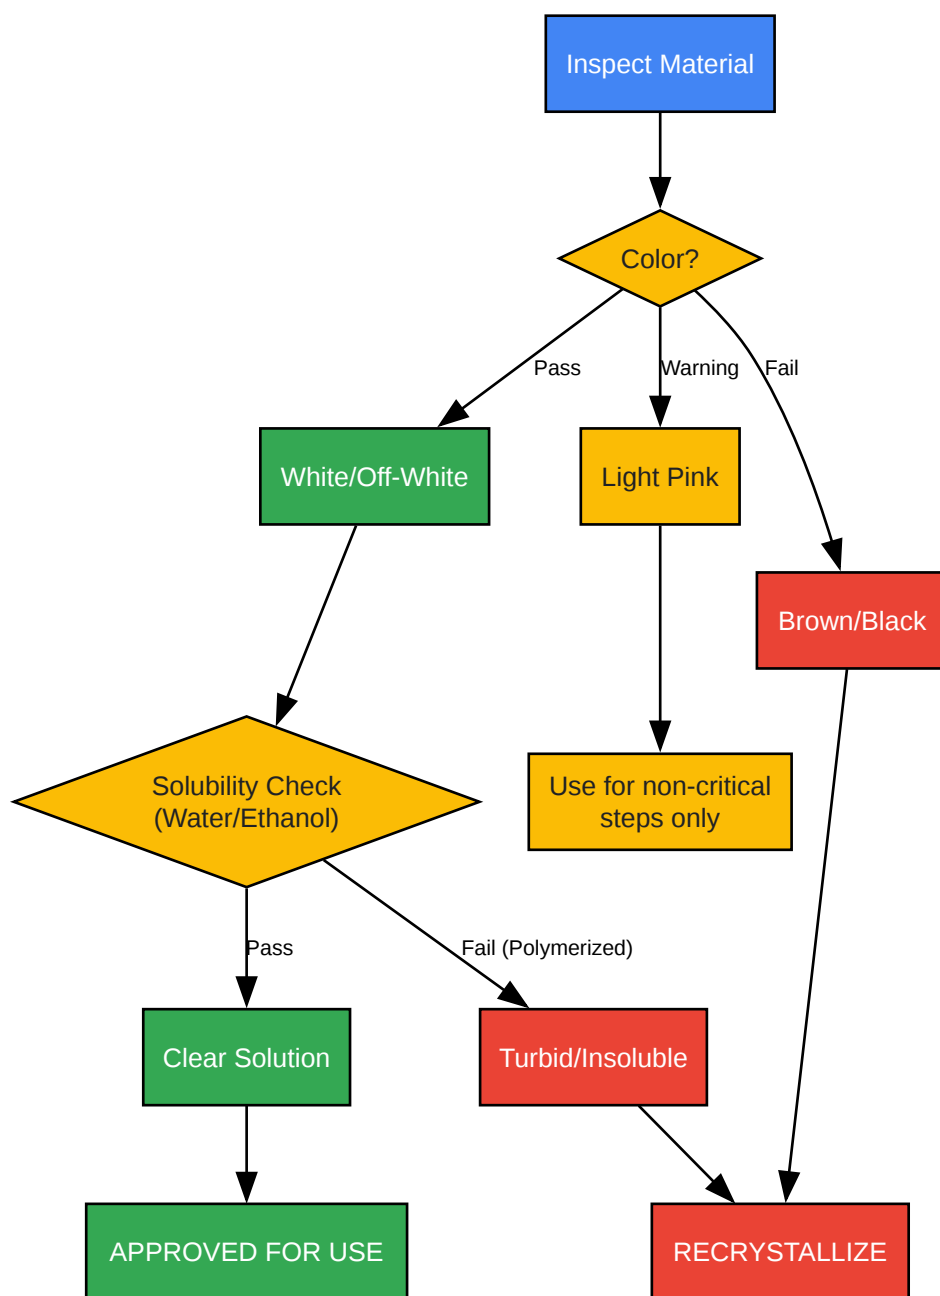 Inspect Material
Color?
Pass
Warning
Fail
White/Off-White
Light Pink
Brown/Black
Solubility Check
(Water/Ethanol)
Use for non-critical
steps only
Pass
Fail (Polymerized)
Clear Solution
Turbid/Insoluble
APPROVED FOR USE
RECRYSTALLIZE